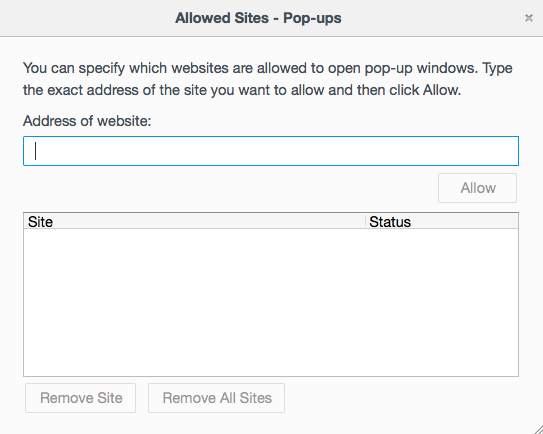 Allowed Sites - Pop-ups
You can specify which websites are allowed to open pop-up windows. Type
the exact address of the site you want to allow and then click Allow.
Address of website:
Allow
Site Status
Remove Site Remove All Sites